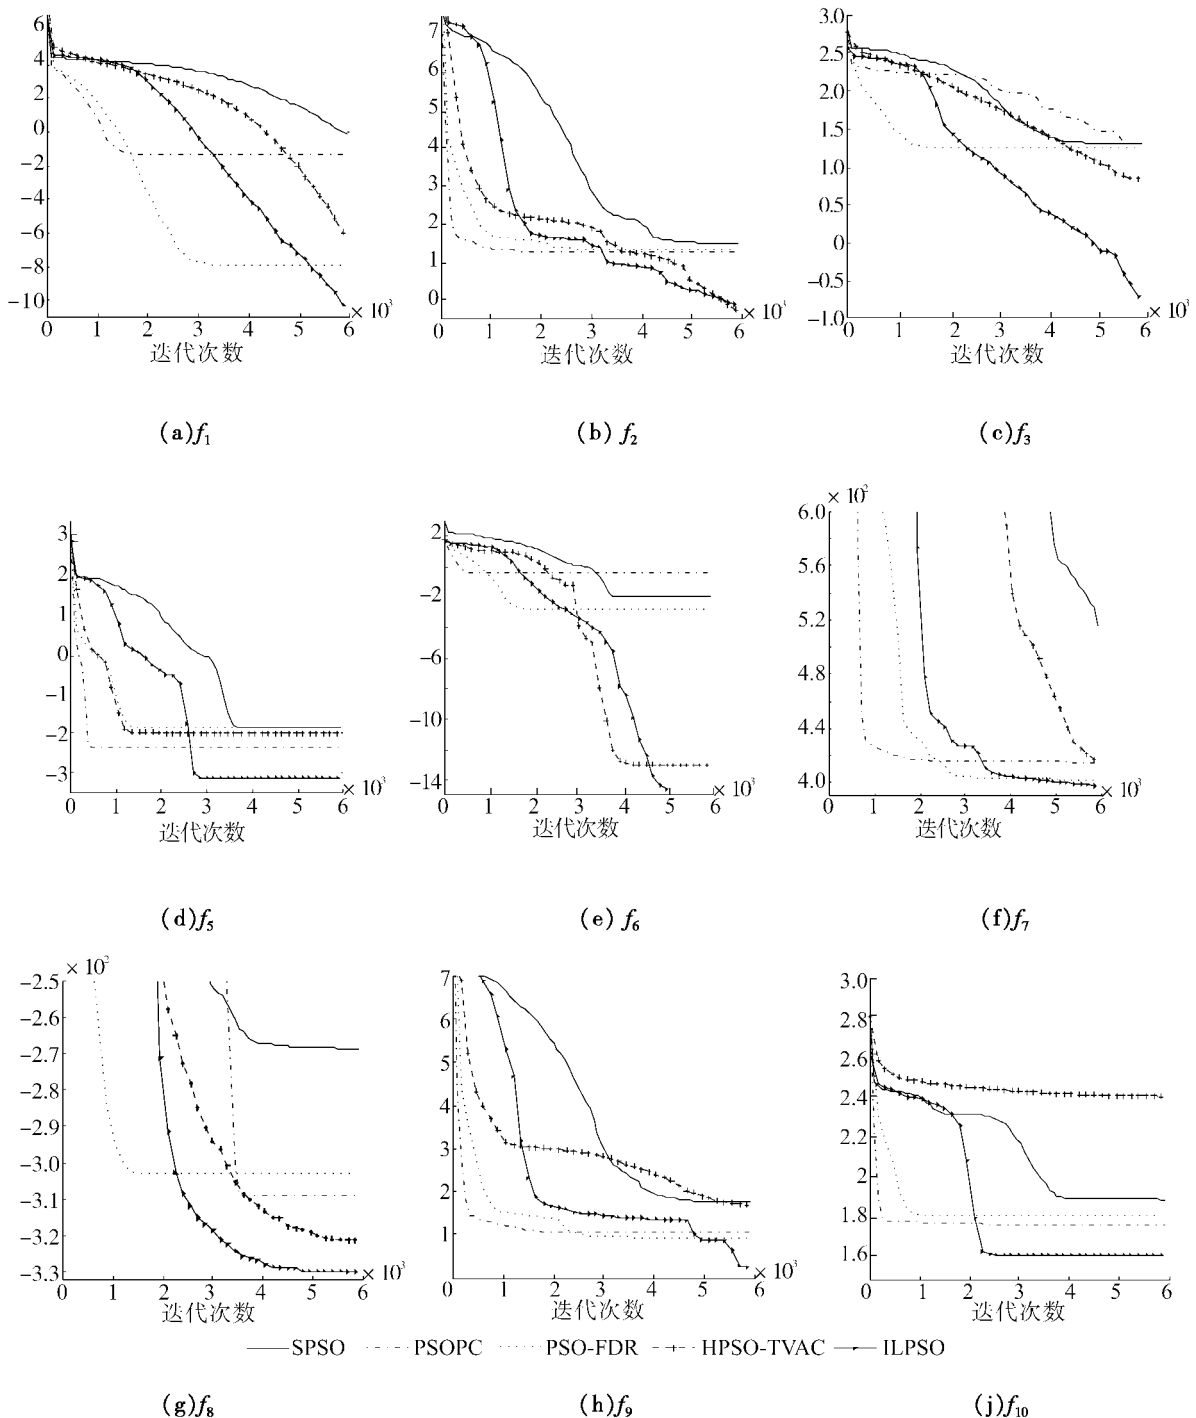 6
4
2
0
-2
-4
-6
-8
-10
0 1 2 3 4 5 6
× 10³
迭代次数
(a)f₁
7
6
5
4
3
2
1
0
0 1 2 3 4 5 6
× 10³
迭代次数
(b) f₂
3.0
2.5
2.0
1.5
1.0
0.5
0
-0.5
-1.0
0 1 2 3 4 5 6
× 10³
迭代次数
(c)f₃
3
2
1
0
-1
-2
-3
0 1 2 3 4 5 6
× 10³
迭代次数
(d)f₅
2
-2
-6
-10
-14
0 1 2 3 4 5 6
× 10³
迭代次数
(e) f₆
× 10²
6.0
5.6
5.2
4.8
4.4
4.0
0 1 2 3 4 5 6
× 10³
迭代次数
(f)f₇
× 10²
-2.5
-2.6
-2.7
-2.8
-2.9
-3.0
-3.1
-3.2
-3.3
0 1 2 3 4 5 6
× 10³
迭代次数
7
6
5
4
3
2
1
0 1 2 3 4 5 6
× 10³
迭代次数
3.0
2.8
2.6
2.4
2.2
2.0
1.8
1.6
0 1 2 3 4 5 6
× 10³
迭代次数
SPSO PSOPC PSO-FDR HPSO-TVAC ILPSO
(g)f₈
(h)f₉
(j)f₁₀